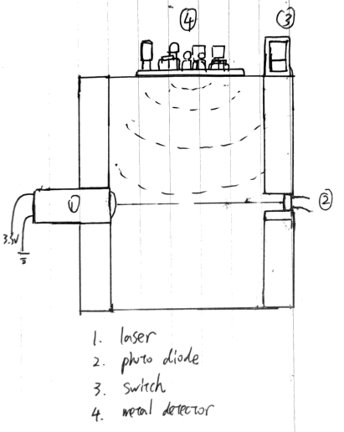 ④ ③
①
②
3.3V
1. laser
2. photo diode
3. switch
4. metal detector